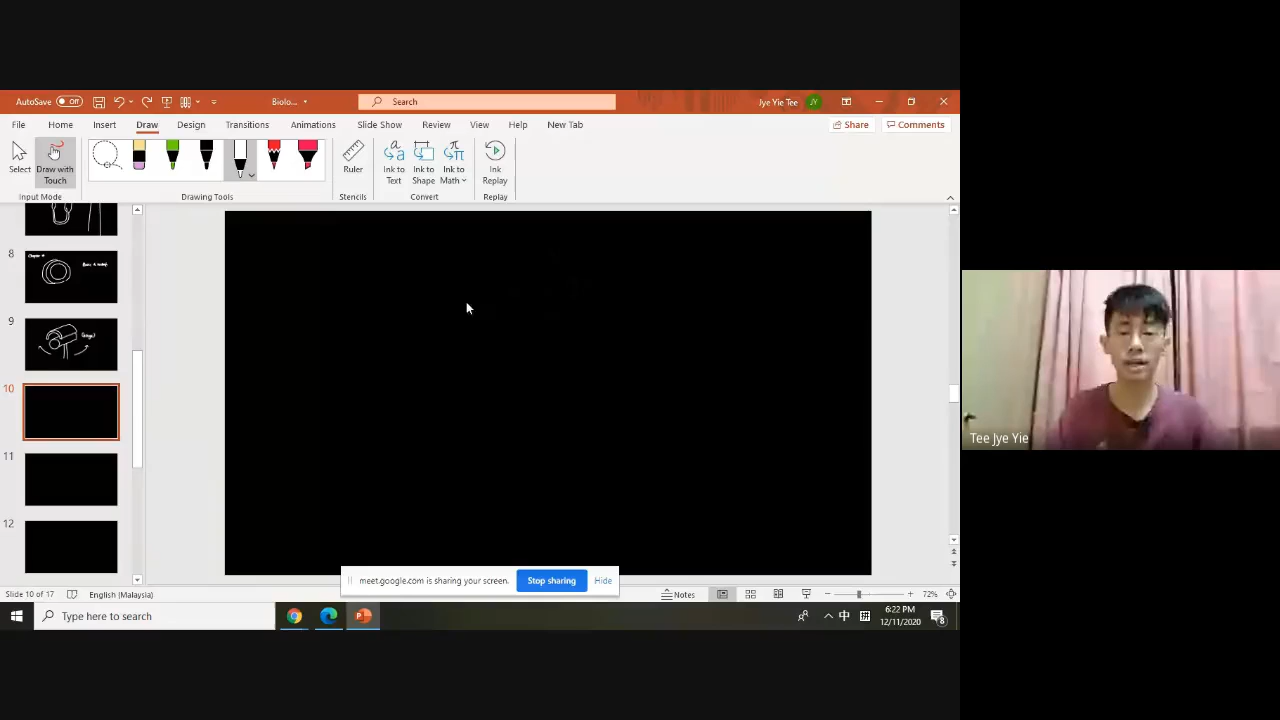 AutoSave Off Biolo... Search Jye Yie Tee JY
File Home Insert Draw Design Transitions Animations Slide Show Review View Help New Tab Share Comments
Select Draw with Touch Ruler Ink to Text Ink to Shape Ink to Math Ink Replay
Input Mode Drawing Tools Stencils Convert Replay
8
9
10
11
12
Tee Jye Yie
meet.google.com is sharing your screen. Stop sharing Hide
Slide 10 of 17 English (Malaysia) Notes 72%
Type here to search 中 6:22 PM
12/11/2020 8